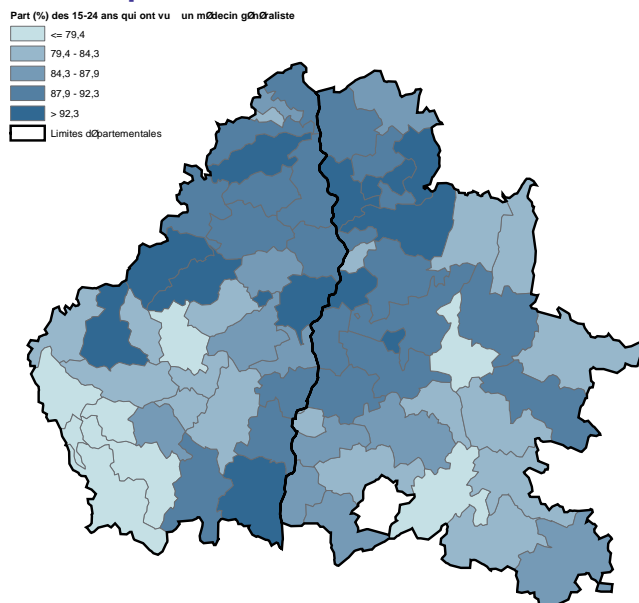 Part (%) des 15-24 ans qui ont vu un mØdecin gØnØraliste
<= 79,4
79,4 - 84,3
84,3 - 87,9
87,9 - 92,3
> 92,3
Limites dØpartementales